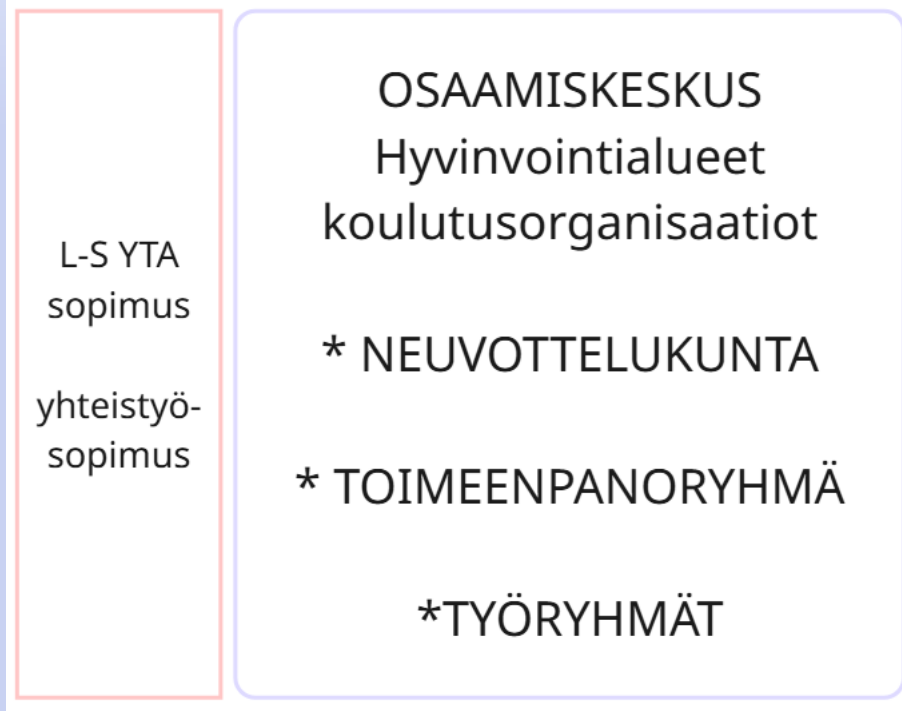 L-S YTA
sopimus
yhteistyö-
sopimus
OSAAMISKESKUS
Hyvinvointialueet
koulutusorganisaatiot
* NEUVOTTELUKUNTA
* TOIMEENPANORYHMÄ
*TYÖRYHMÄT